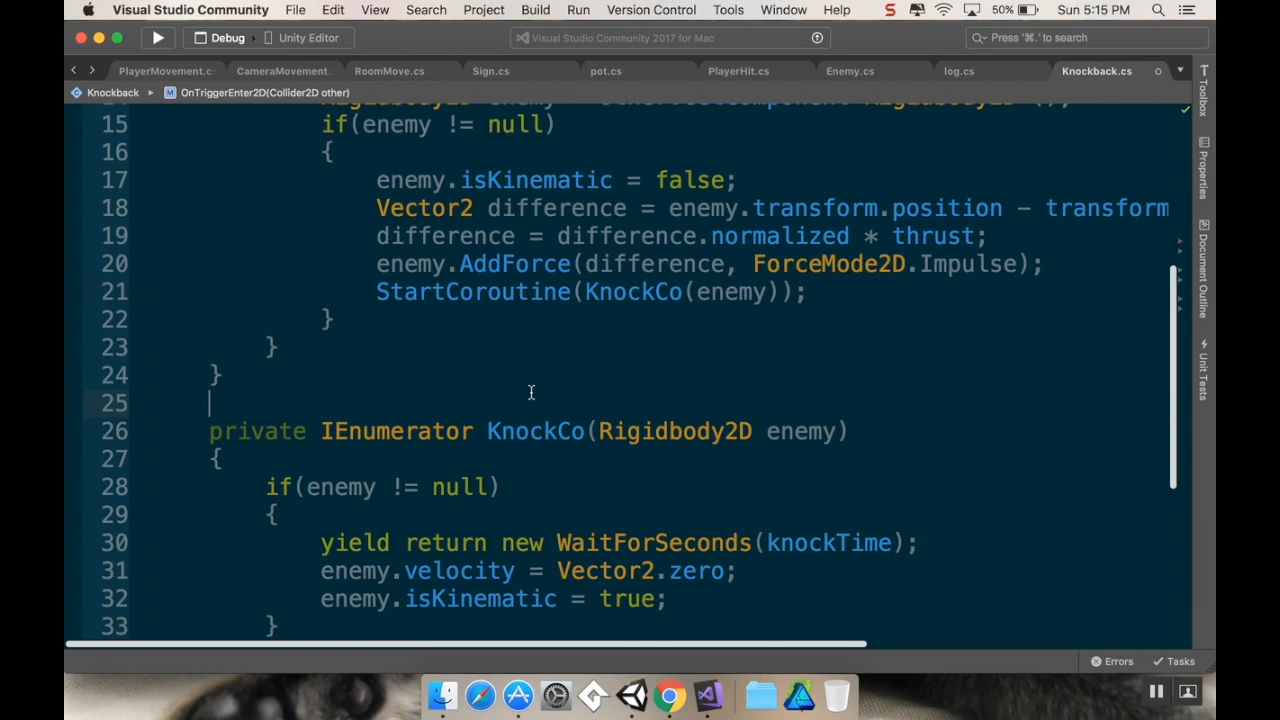 Visual Studio Community File Edit View Search Project Build Run Version Control Tools Window Help S 50% Sun 5:15 PM
Debug Unity Editor Visual Studio Community 2017 for Mac Press '⌘.' to search
PlayerMovement.c CameraMovement. RoomMove.cs Sign.cs pot.cs PlayerHit.cs Enemy.cs log.cs Knockback.cs
Knockback OnTriggerEnter2D(Collider2D other)
15 if(enemy != null)
16 {
17 enemy.isKinematic = false;
18 Vector2 difference = enemy.transform.position - transform
19 difference = difference.normalized * thrust;
20 enemy.AddForce(difference, ForceMode2D.Impulse);
21 StartCoroutine(KnockCo(enemy));
22 }
23 }
24 }
25
26 private IEnumerator KnockCo(Rigidbody2D enemy)
27 {
28 if(enemy != null)
29 {
30 yield return new WaitForSeconds(knockTime);
31 enemy.velocity = Vector2.zero;
32 enemy.isKinematic = true;
33 }
Errors Tasks
Toolbox
Properties
Document Outline
Unit Tests